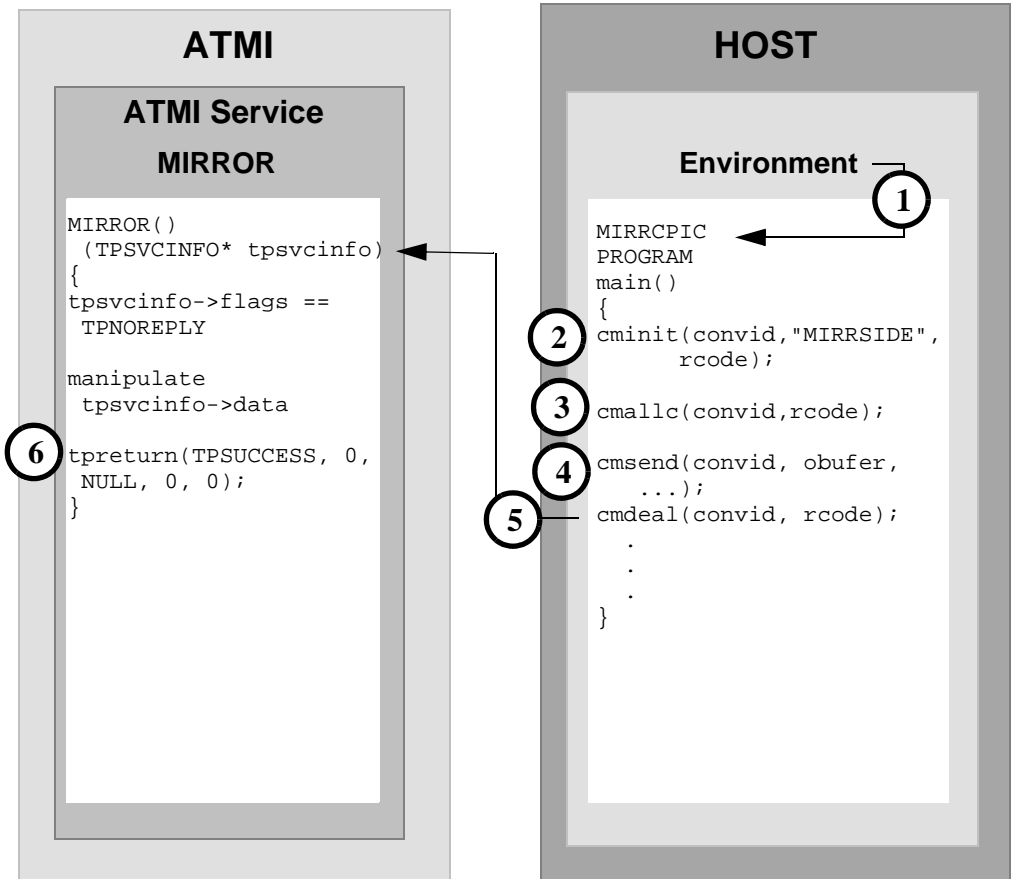 ATMI
ATMI Service
MIRROR
MIRROR()
(TPSVCINFO* tpsvcinfo)
{
tpsvcinfo->flags ==
TPNOREPLY
manipulate
tpsvcinfo->data
6
tpreturn(TPSUCCESS, 0,
NULL, 0, 0);
}
HOST
Environment
1
MIRRCPIC
PROGRAM
main()
{
2
cminit(convid,"MIRRSIDE",
rcode);
3
cmallc(convid,rcode);
4
cmsend(convid, obufer,
...);
5
cmdeal(convid, rcode);
.
.
.
}